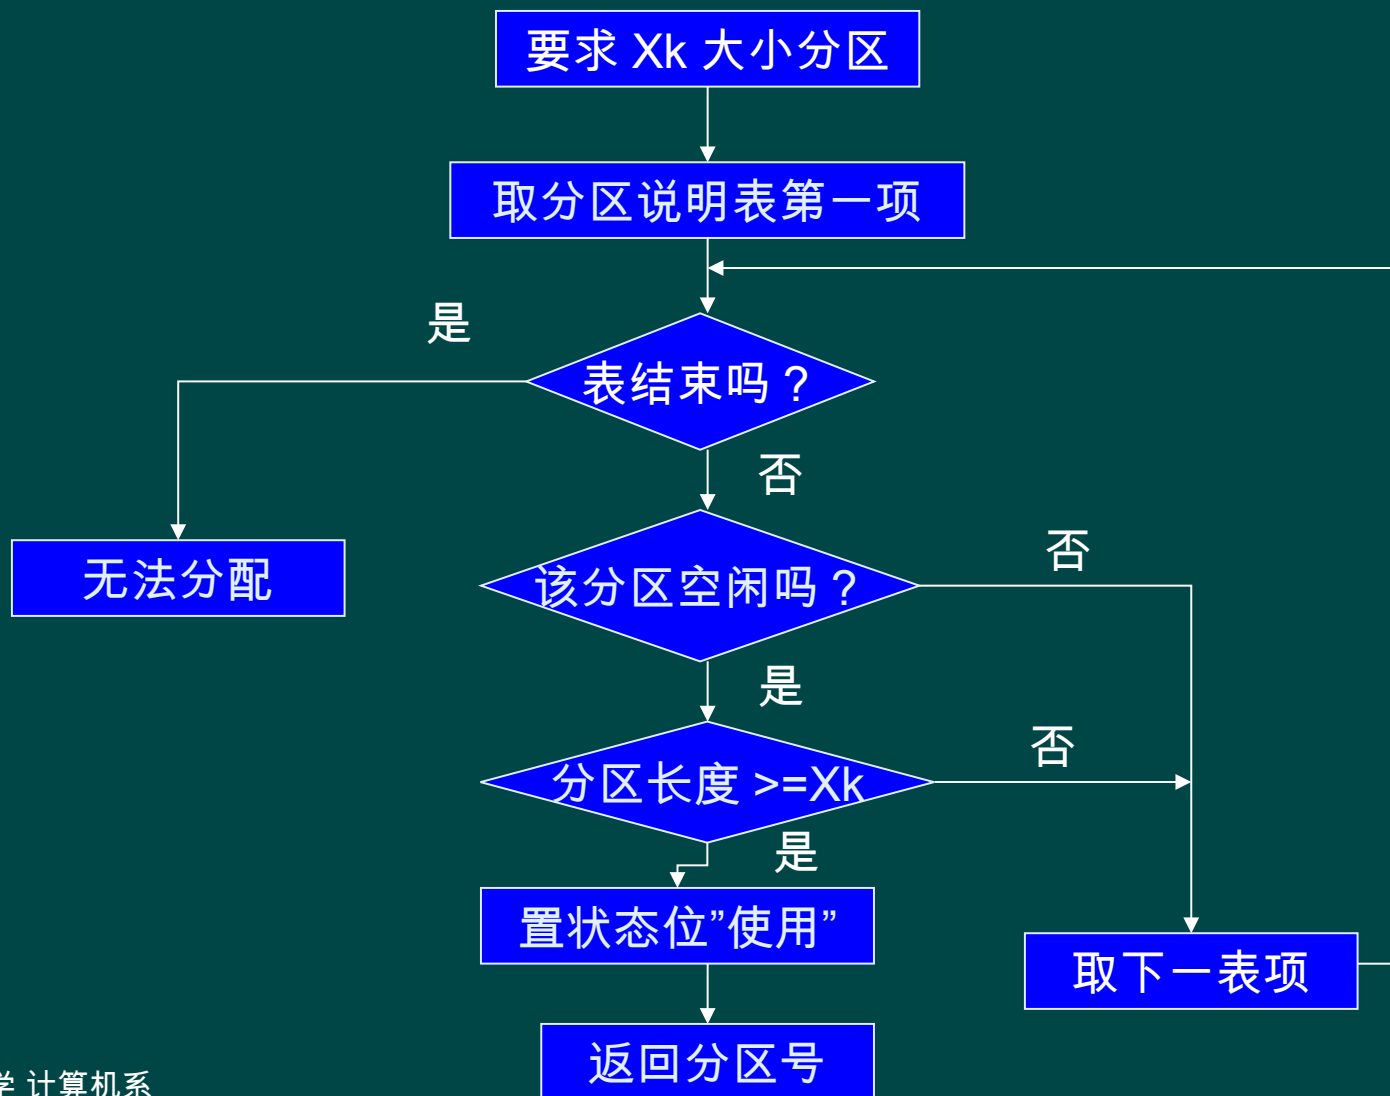 要求 Xk 大小分区
取分区说明表第一项
是
表结束吗？
否
无法分配
该分区空闲吗？
否
是
分区长度 >=Xk
否
是
置状态位”使用”
取下一表项
返回分区号
学 计算机系